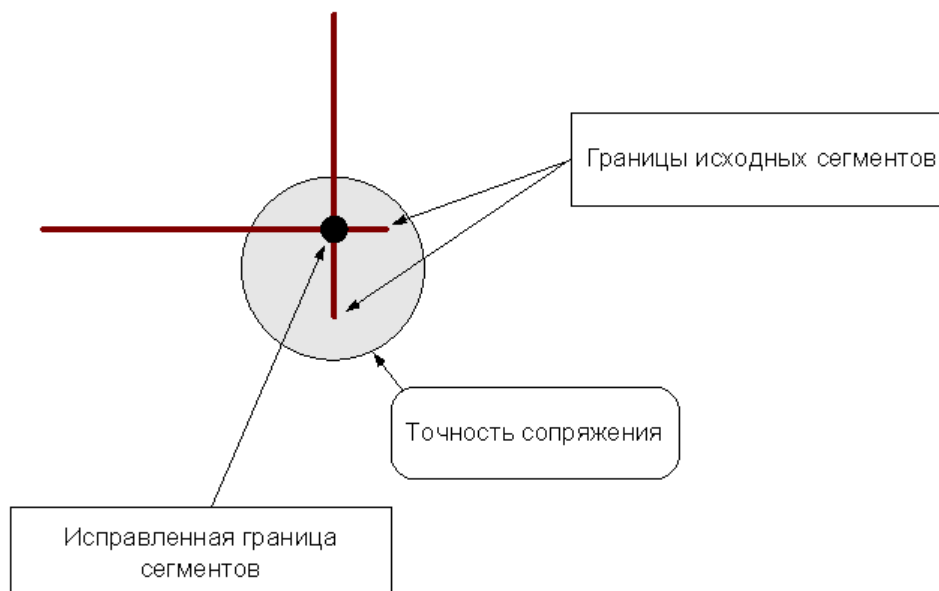 Границы исходных сегментов
Точность сопряжения
Исправленная граница
сегментов